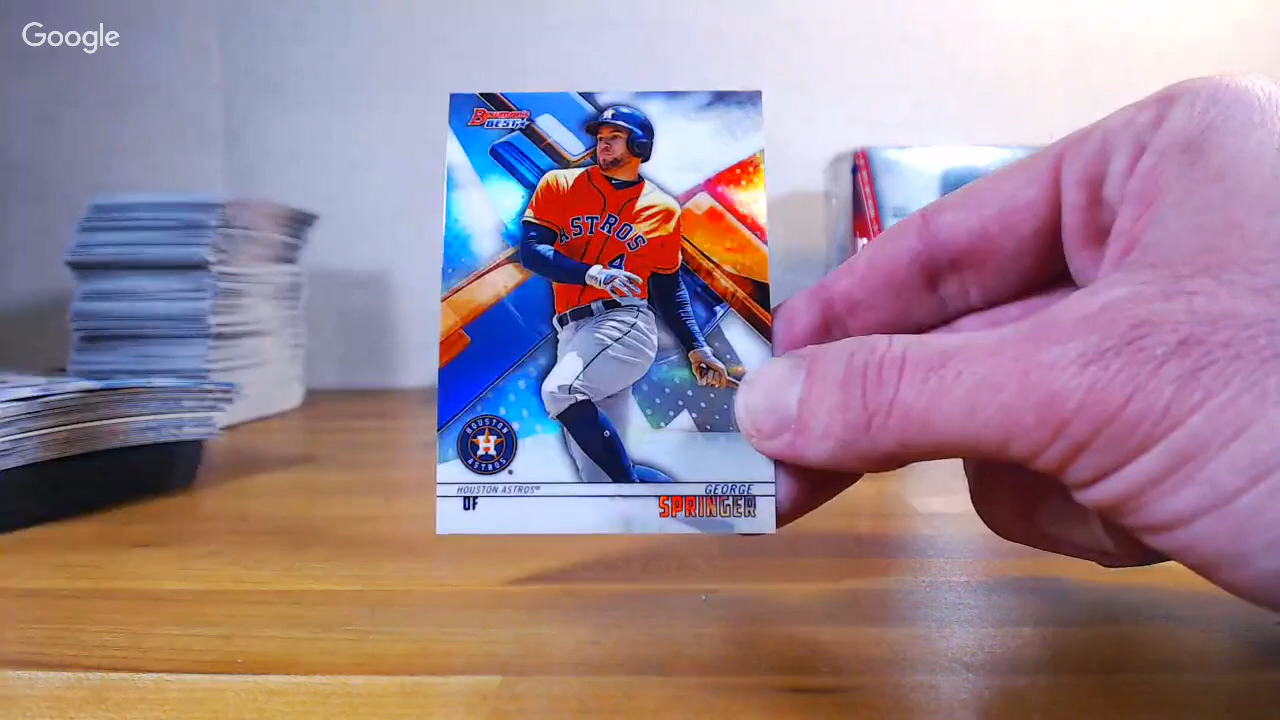 Google
BOWMAN'S
BEST
ASTROS
4
HOUSTON
ASTROS
HOUSTON ASTROS®
OF
GEORGE
SPRINGER